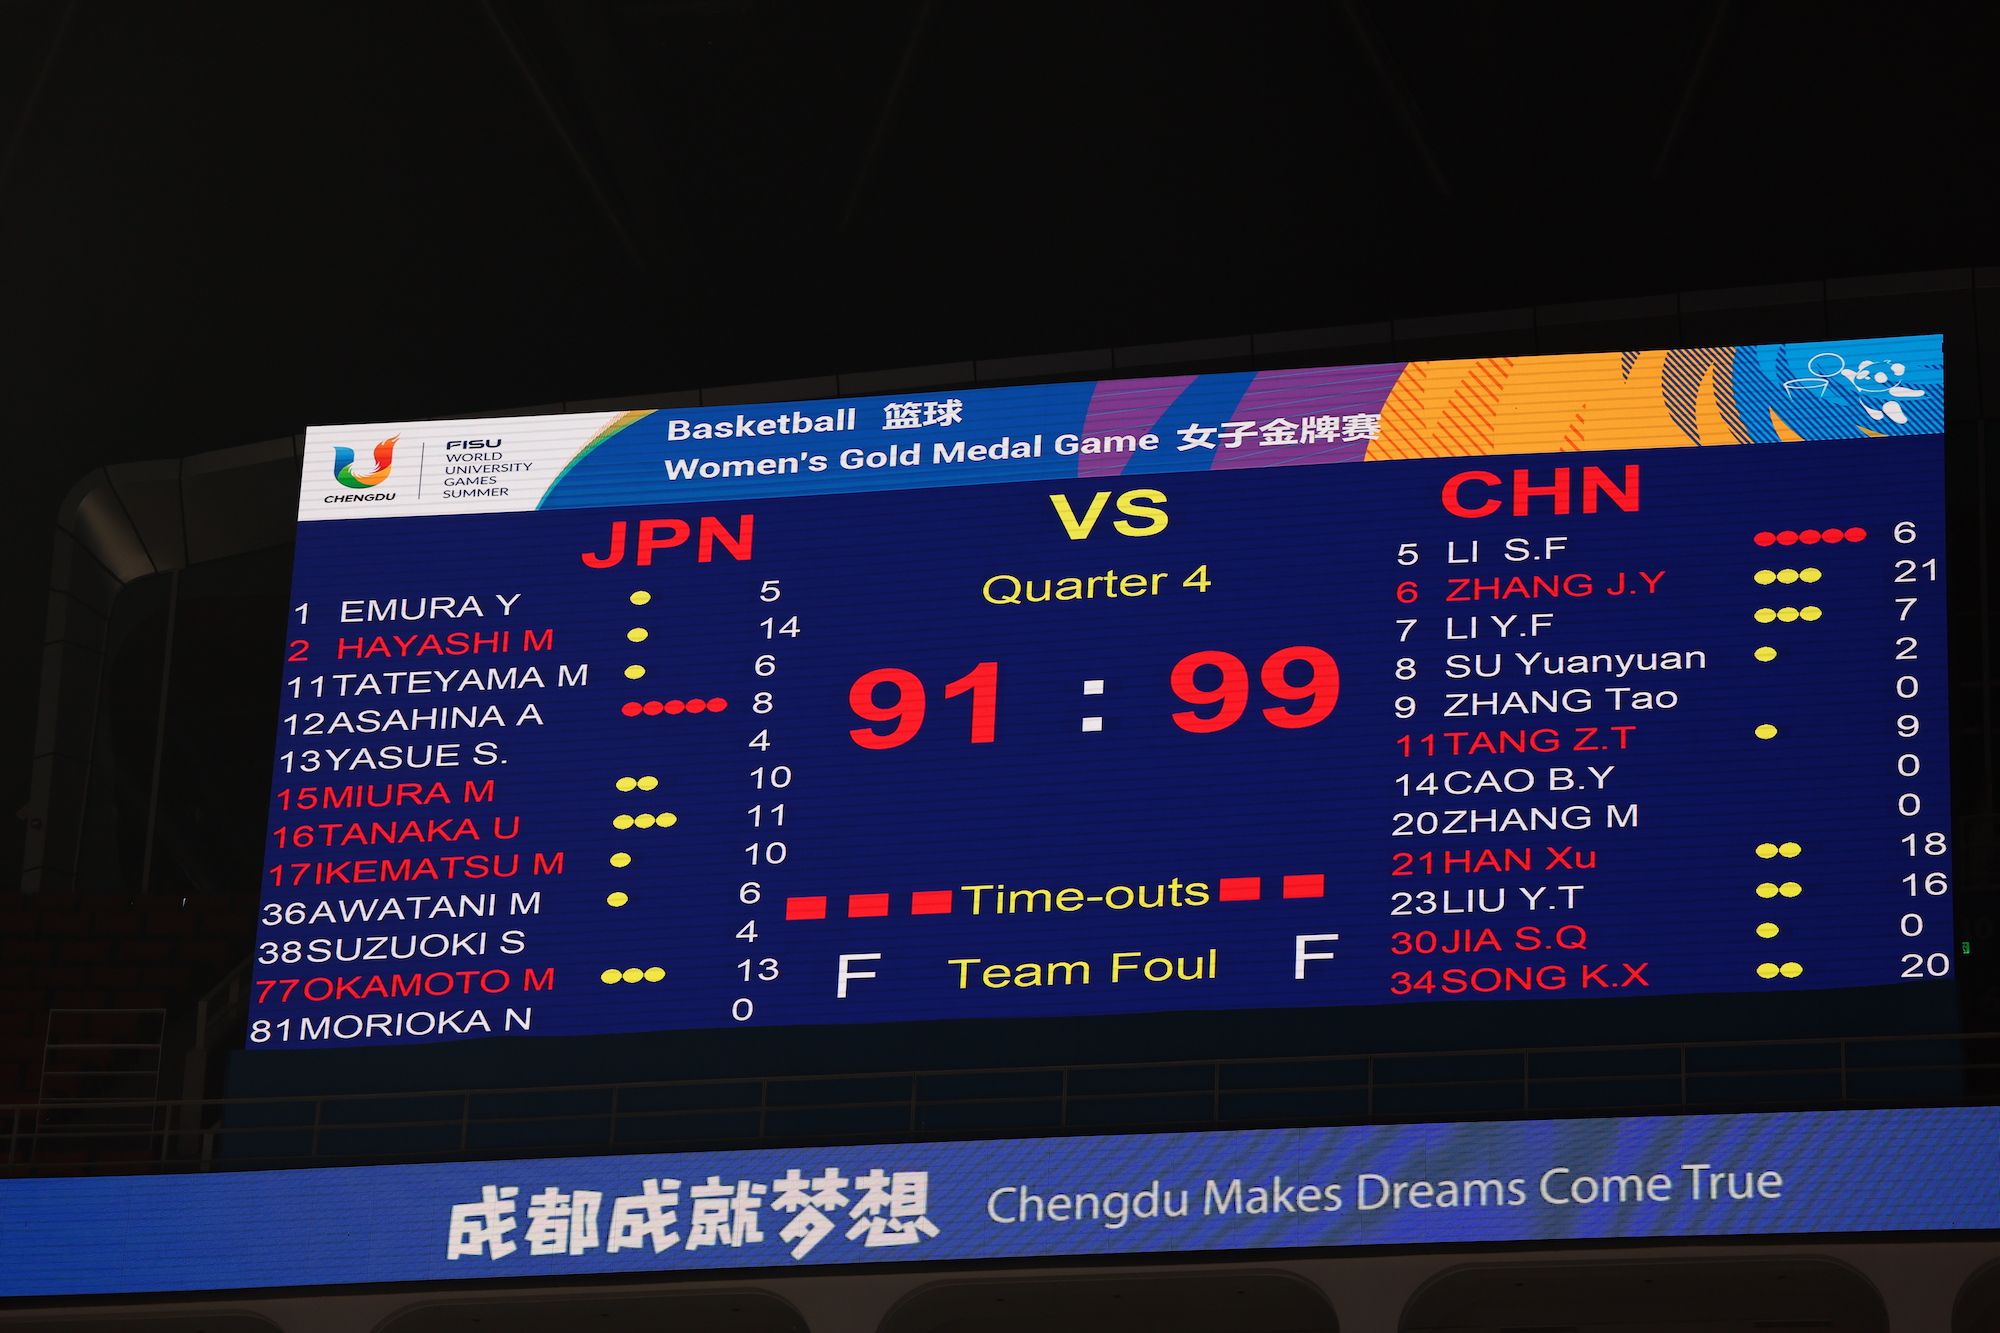 Basketball 篮球
Women's Gold Medal Game 女子金牌赛
CHENGDU
FISU
WORLD
UNIVERSITY
GAMES
SUMMER
JPN VS CHN
Quarter 4
91 : 99
1 EMURA Y 5
2 HAYASHI M 14
11 TATEYAMA M 6
12 ASAHINA A 8
13 YASUE S. 4
15 MIURA M 10
16 TANAKA U 11
17 IKEMATSU M 10
36 AWATANI M 6
38 SUZUOKI S 4
77 OKAMOTO M 13
81 MORIOKA N 0
Time-outs
F Team Foul F
5 LI S.F 6
6 ZHANG J.Y 21
7 LI Y.F 7
8 SU Yuanyuan 2
9 ZHANG Tao 0
11 TANG Z.T 9
14 CAO B.Y 0
20 ZHANG M 0
21 HAN Xu 18
23 LIU Y.T 16
30 JIA S.Q 0
34 SONG K.X 20
成都成就梦想 Chengdu Makes Dreams Come True